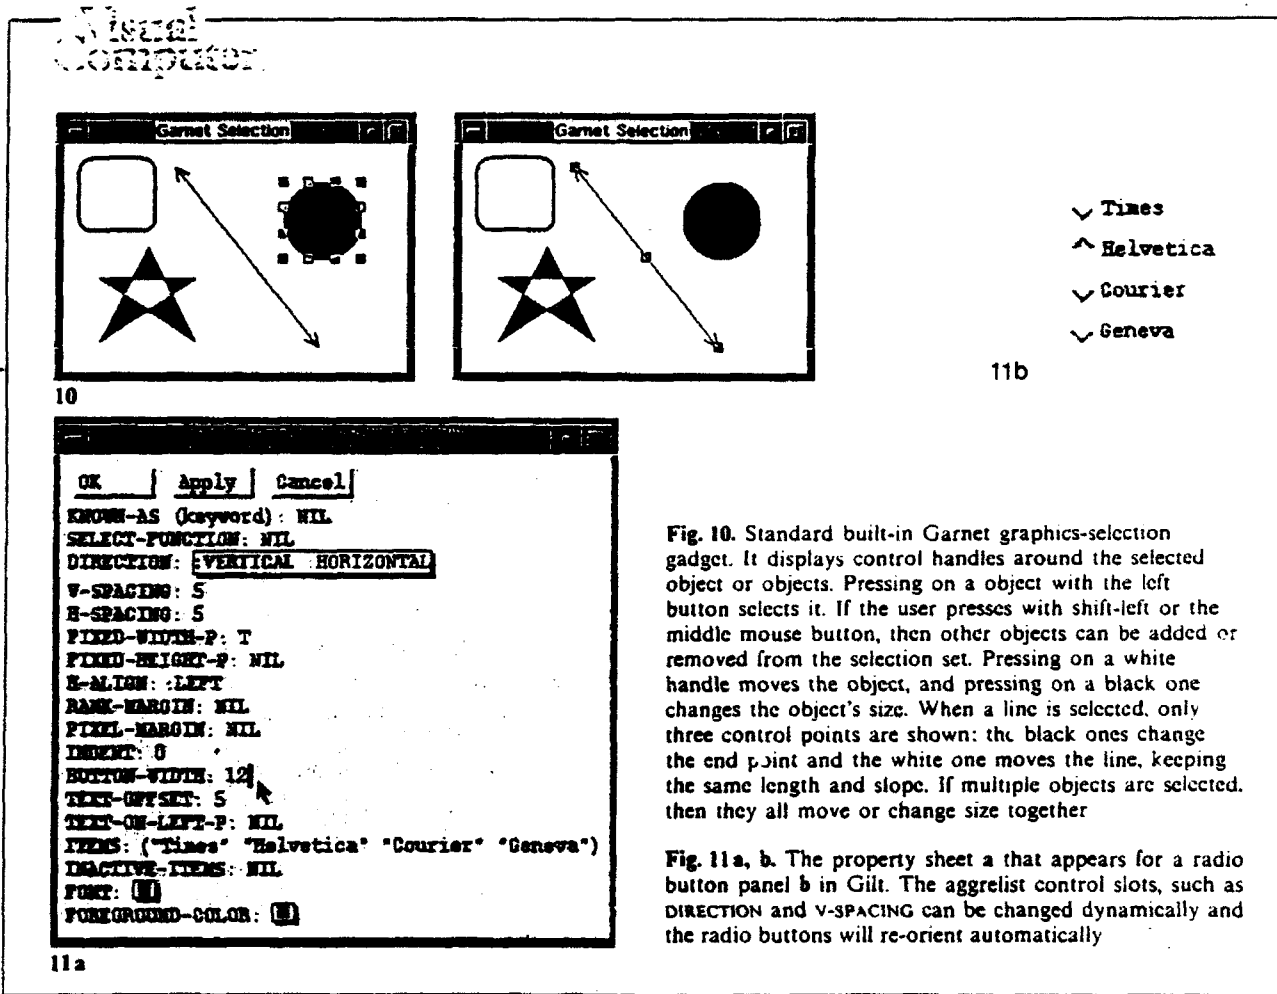 Visual
Computer
Garnet Selection
Garnet Selection
Times
Helvetica
Courier
Geneva
11b
10
OK Apply Cancel
KNOWN-AS (keyword): NIL
SELECT-FUNCTION: NIL
DIRECTION: :VERTICAL :HORIZONTAL
V-SPACING: 5
H-SPACING: 5
FIXED-WIDTH-P: T
FIXED-HEIGHT-P: NIL
H-ALIGN: :LEFT
RANK-MARGIN: NIL
PIXEL-MARGIN: NIL
INDENT: 0
BUTTON-WIDTH: 12
TEXT-OFFSET: 5
TEXT-ON-LEFT-P: NIL
ITEMS: ("Times" "Helvetica" "Courier" "Geneva")
INACTIVE-ITEMS: NIL
FONT:
FOREGROUND-COLOR:
11a
Fig. 10. Standard built-in Garnet graphics-selection
gadget. It displays control handles around the selected
object or objects. Pressing on a object with the left
button selects it. If the user presses with shift-left or the
middle mouse button, then other objects can be added or
removed from the selection set. Pressing on a white
handle moves the object, and pressing on a black one
changes the object's size. When a line is selected, only
three control points are shown: the black ones change
the end point and the white one moves the line, keeping
the same length and slope. If multiple objects are selected,
then they all move or change size together
Fig. 11a, b. The property sheet a that appears for a radio
button panel b in Gilt. The aggrelist control slots, such as
DIRECTION and V-SPACING can be changed dynamically and
the radio buttons will re-orient automatically